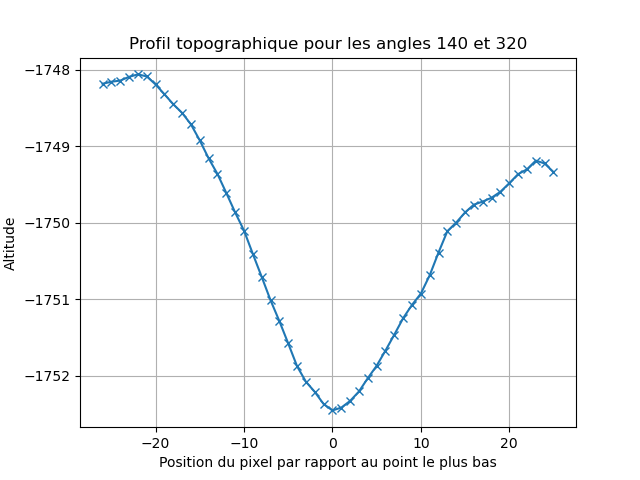 Profil topographique pour les angles 140 et 320
Altitude
−1748
−1749
−1750
−1751
−1752
−20 −10 0 10 20
Position du pixel par rapport au point le plus bas